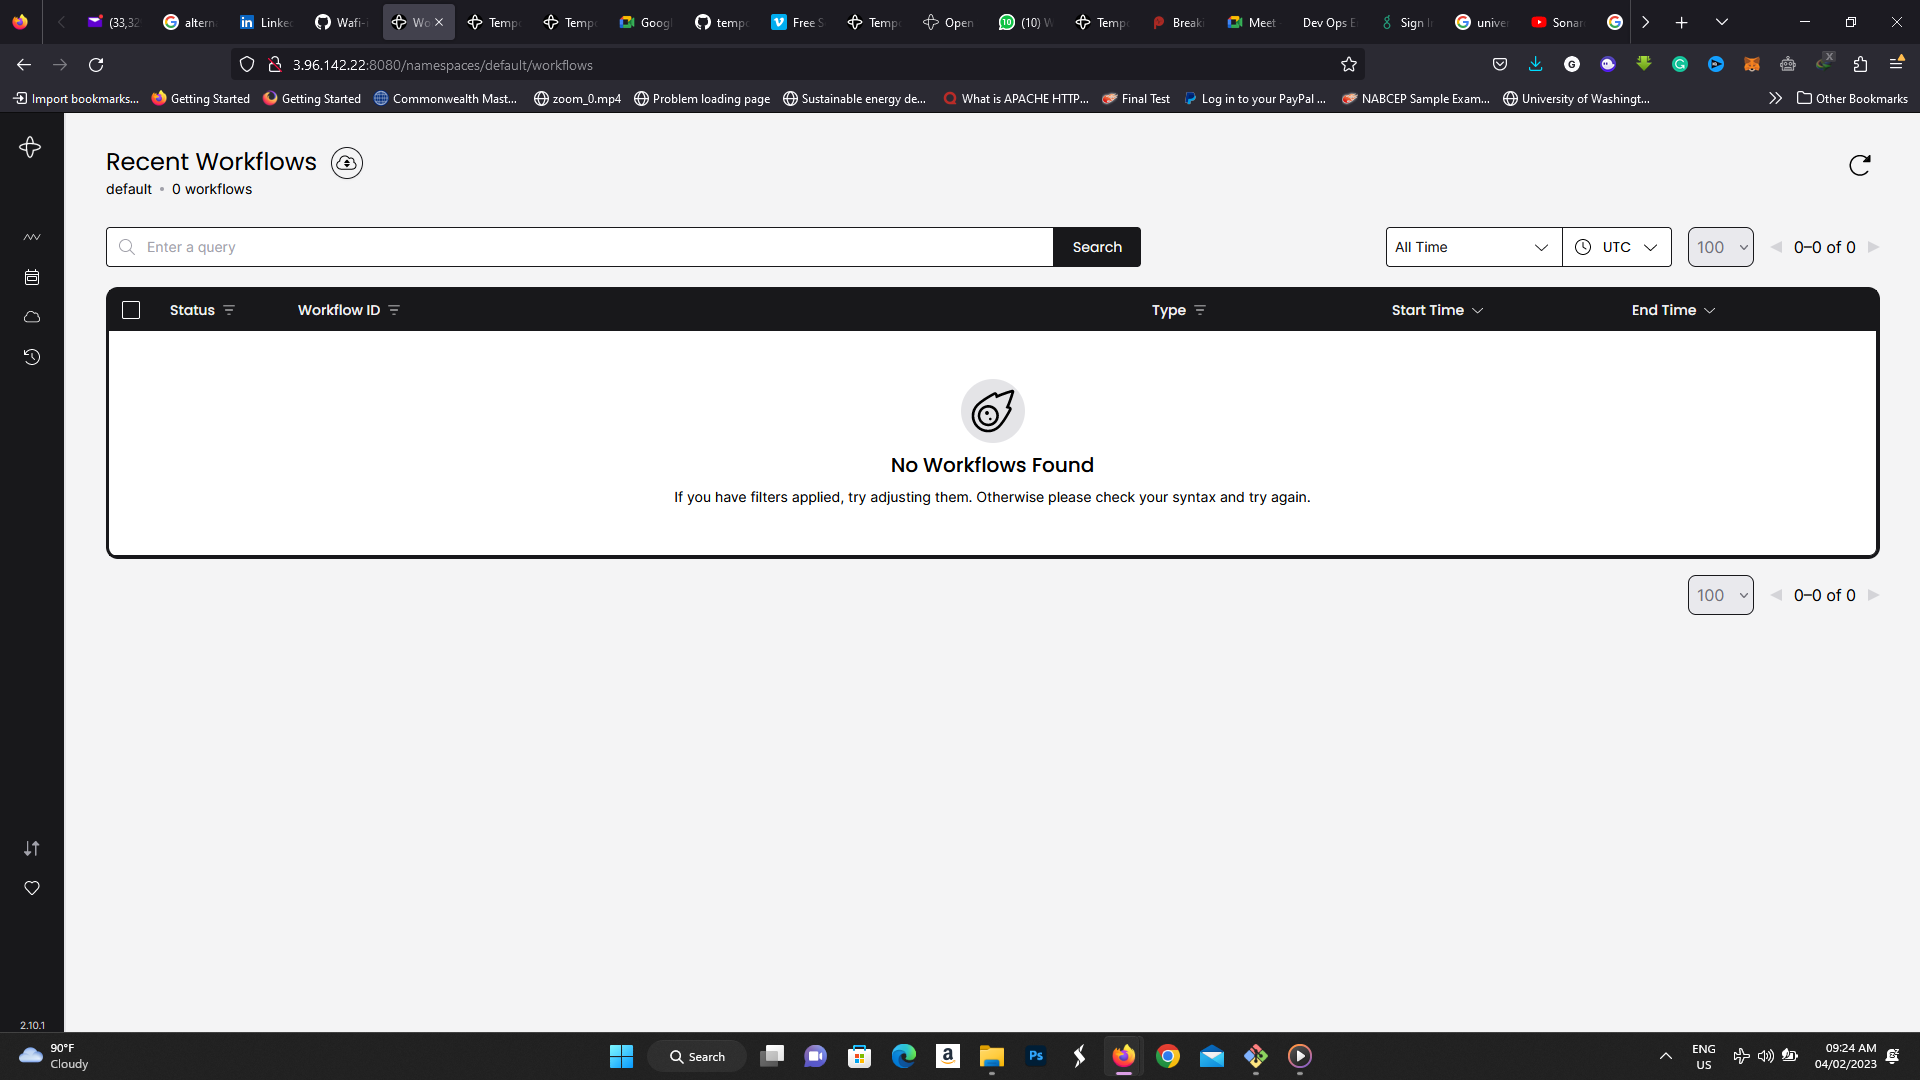 (33,32
altern
Linke
Wafi-i
Wo
Temp
Temp
Googl
temp
Free S
Temp
Open
(10) W
Temp
Breaki
Meet
Dev Ops E
Sign I
unive
Sonar
3.96.142.22:8080/namespaces/default/workflows
Import bookmarks...
Getting Started
Getting Started
Commonwealth Mast...
zoom_0.mp4
Problem loading page
Sustainable energy de...
What is APACHE HTTP...
Final Test
Log in to your PayPal ...
NABCEP Sample Exam...
University of Washingt...
Other Bookmarks
Recent Workflows
default • 0 workflows
Enter a query
Search
All Time
UTC
100
0–0 of 0
Status
Workflow ID
Type
Start Time
End Time
No Workflows Found
If you have filters applied, try adjusting them. Otherwise please check your syntax and try again.
100
0–0 of 0
2.10.1
90°F
Cloudy
Search
ENG
US
09:24 AM
04/02/2023